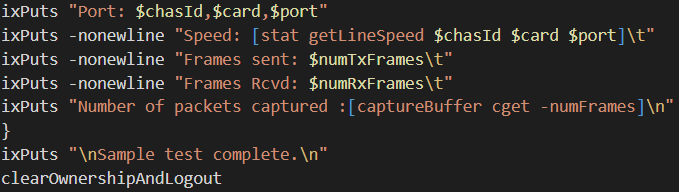 ixPuts "Port: $chasId,$card,$port"
ixPuts -nonewline "Speed: [stat getLineSpeed $chasId $card $port]\t"
ixPuts -nonewline "Frames sent: $numTxFrames\t"
ixPuts -nonewline "Frames Rcvd: $numRxFrames\t"
ixPuts "Number of packets captured :[captureBuffer cget -numFrames]\n"
}
ixPuts "\nSample test complete.\n"
clearOwnershipAndLogout